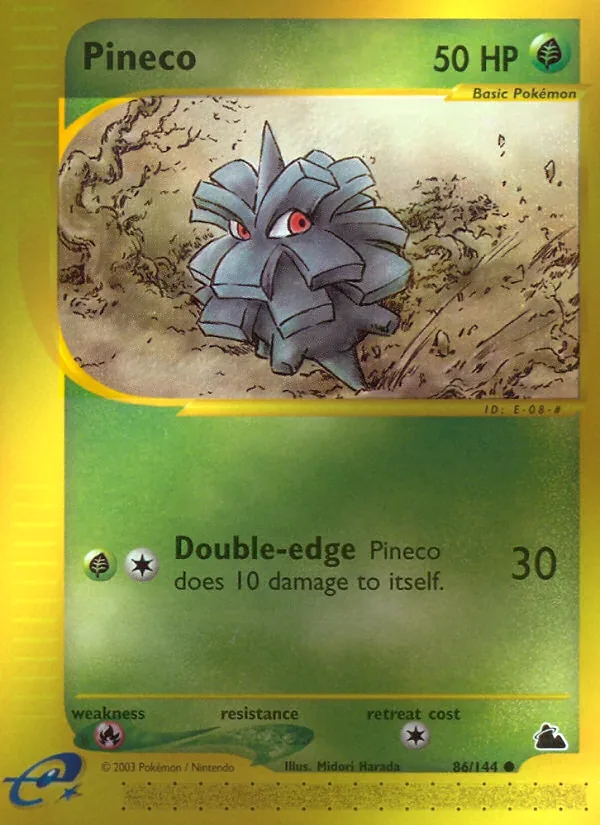 Pineco 50 HP
Basic Pokémon
ID: E-08-#
Double-edge Pineco 30
does 10 damage to itself.
weakness resistance retreat cost
© 2003 Pokémon / Nintendo Illus. Midori Harada 86/144